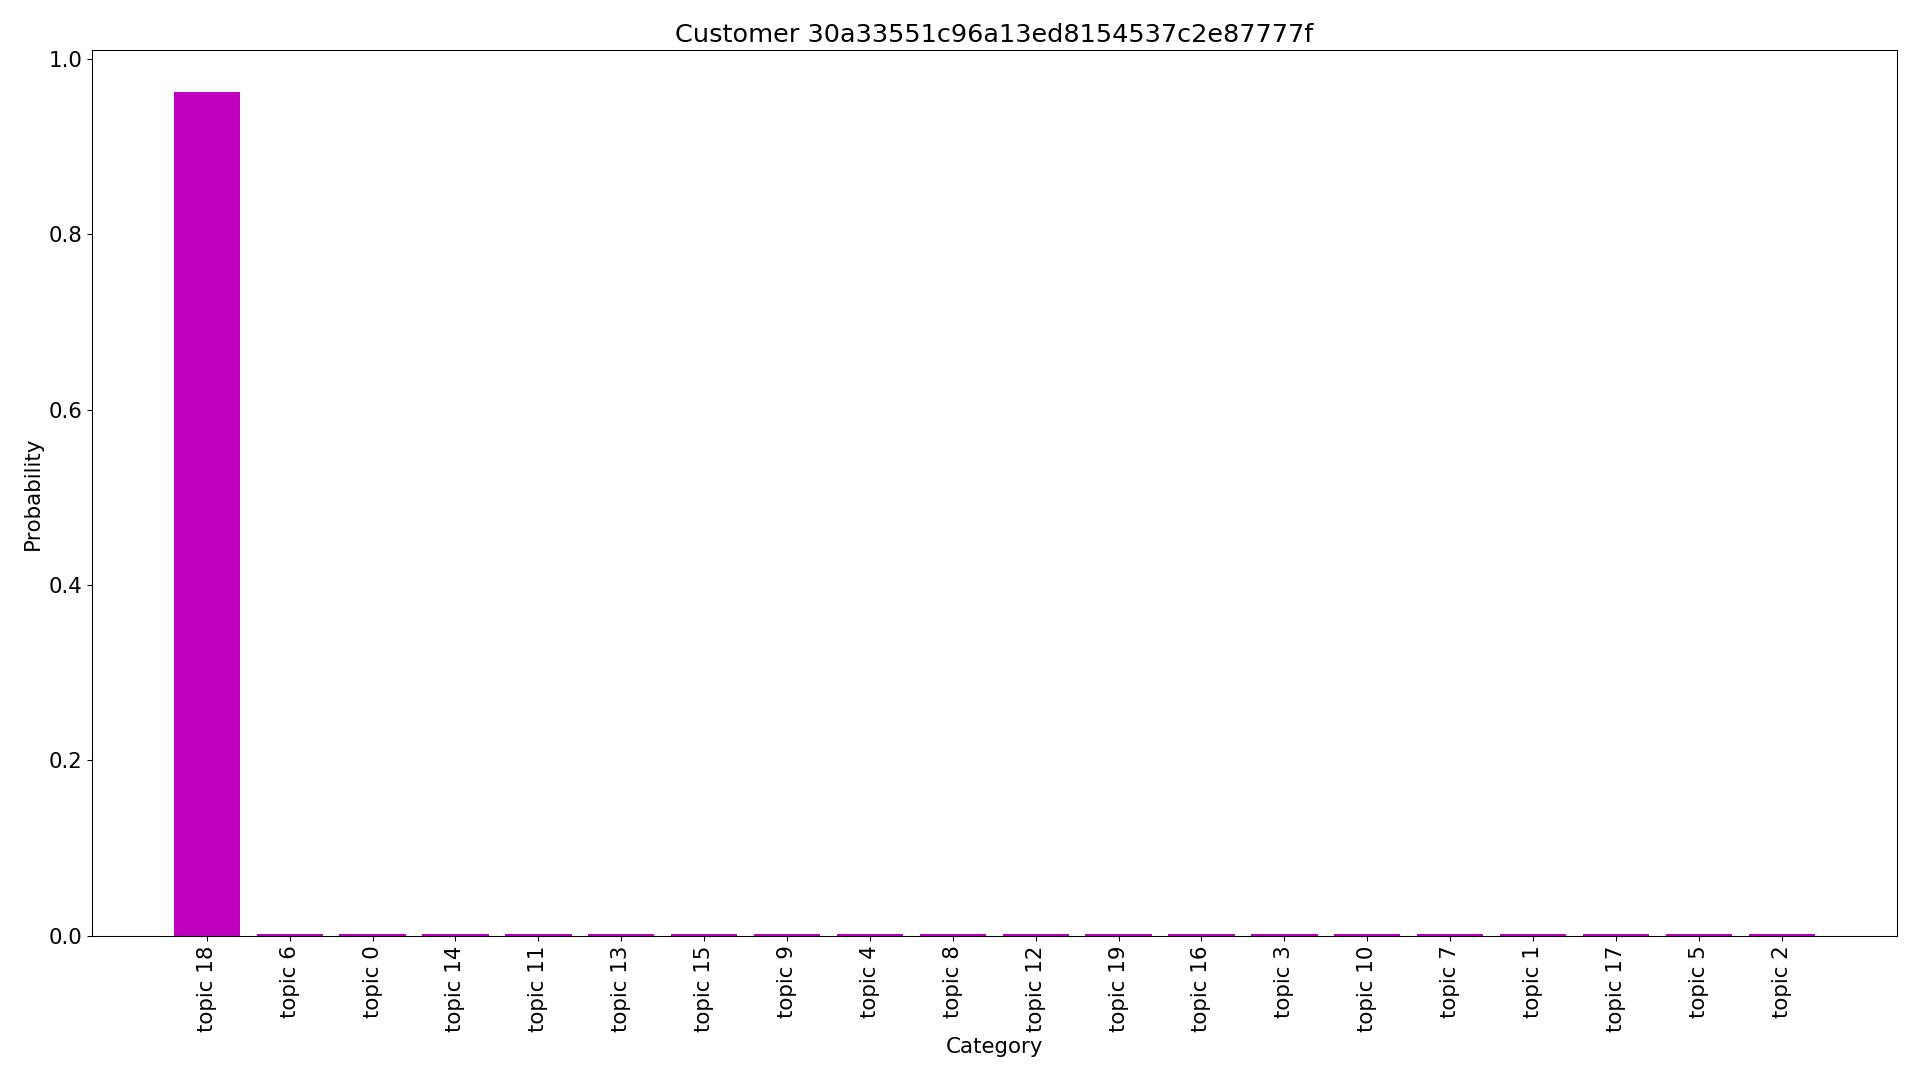 Customer 30a33551c96a13ed8154537c2e87777f
1.0
0.8
0.6
0.4
0.2
0.0
Probability
topic 18
topic 6
topic 0
topic 14
topic 11
topic 13
topic 15
topic 9
topic 4
topic 8
topic 12
topic 19
topic 16
topic 3
topic 10
topic 7
topic 1
topic 17
topic 5
topic 2
Category